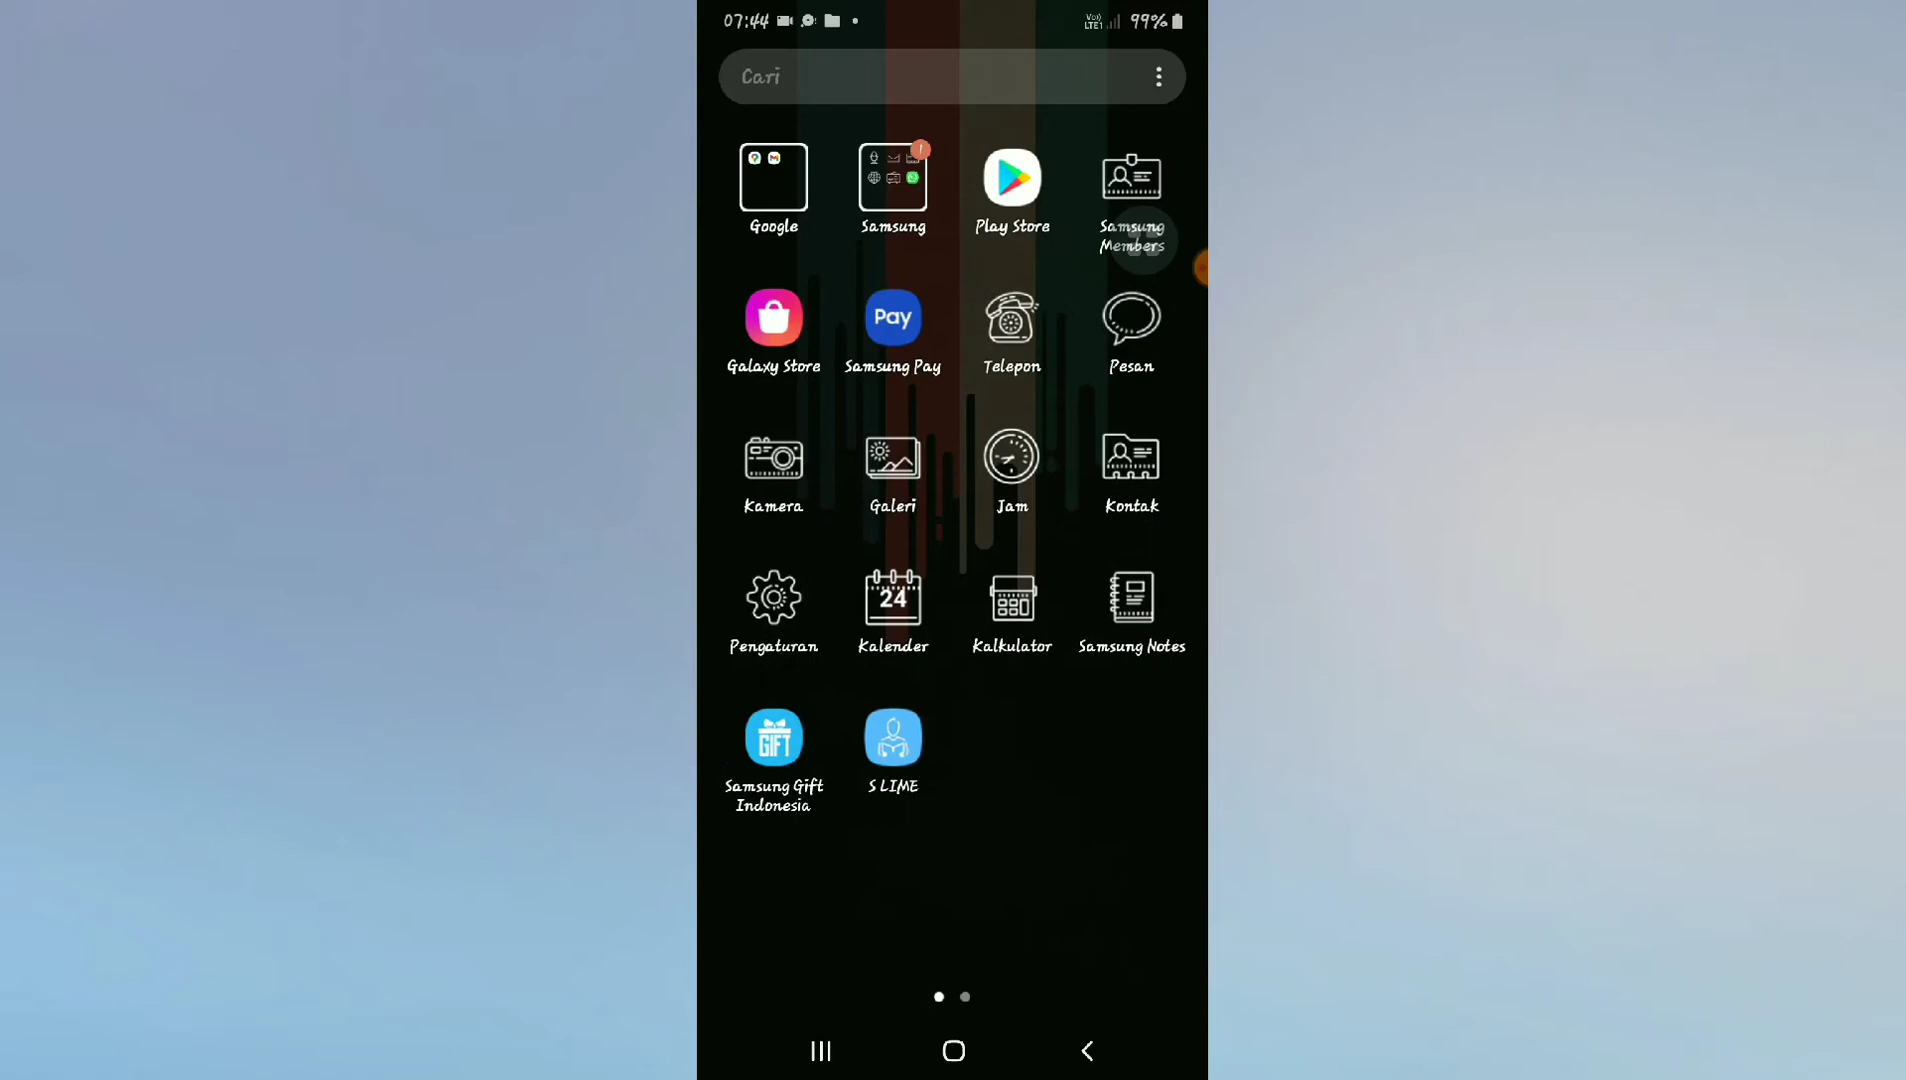 07:44 99%
Cari
Google Samsung Play Store Samsung
Members
Pay
Galaxy Store Samsung Pay Telepon Pesan
Kamera Galeri Jam Kontak
24
Pengaturan Kalender Kalkulator Samsung Notes
GIFT
Samsung Gift S LIME
Indonesia